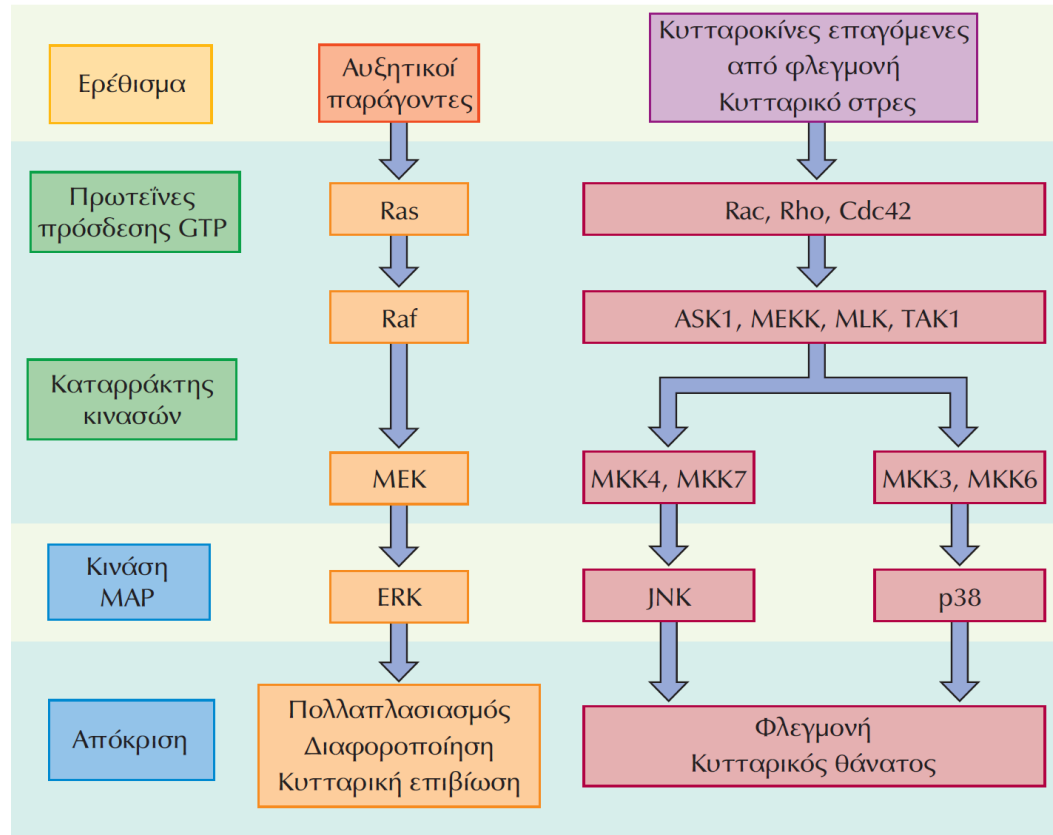 Ερέθισμα
Αυξητικοί
παράγοντες
Κυτταροκίνες επαγόμενες
από φλεγμονή
Κυτταρικό στρες
Πρωτεΐνες
πρόσδεσης GTP
Ras
Rac, Rho, Cdc42
Raf
ASK1, MEKK, MLK, TAK1
Καταρράκτης
κινασών
MEK
MKK4, MKK7
MKK3, MKK6
Κινάση
MAP
ERK
JNK
p38
Απόκριση
Πολλαπλασιασμός
Διαφοροποίηση
Κυτταρική επιβίωση
Φλεγμονή
Κυτταρικός θάνατος